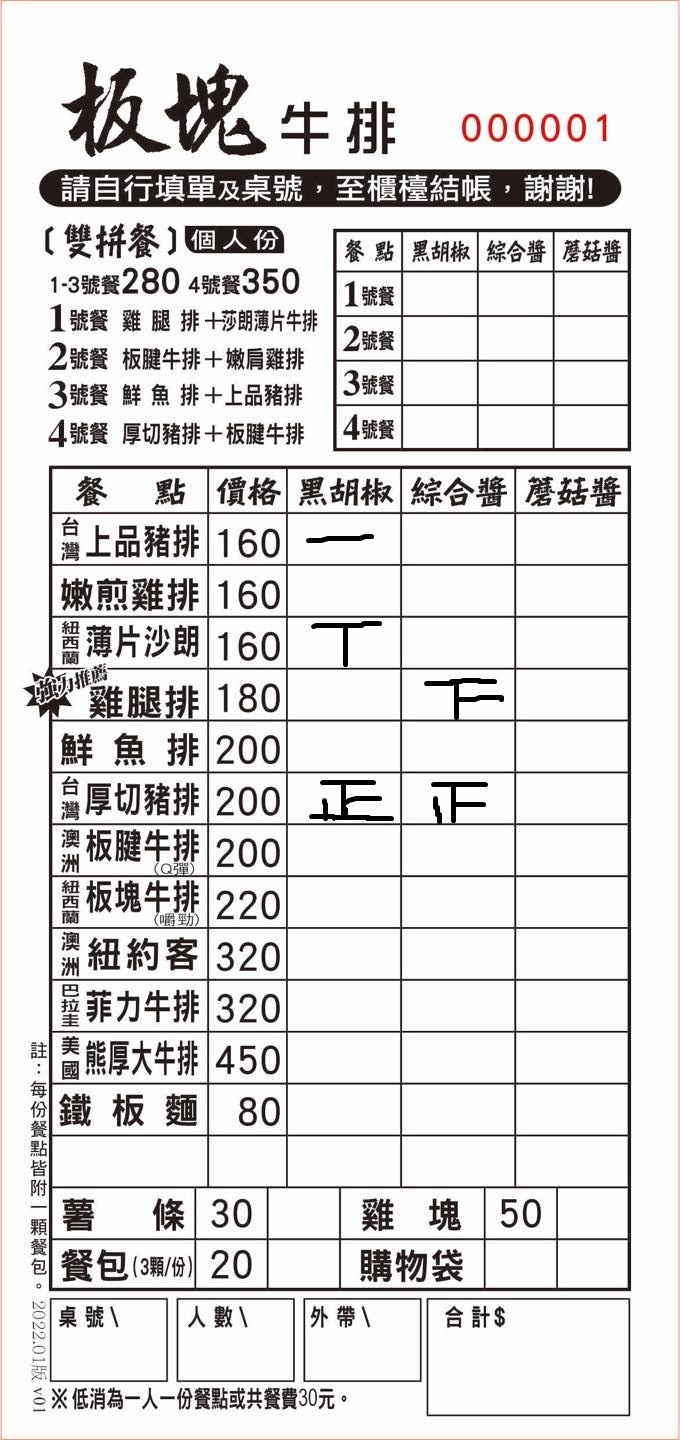 板塊牛排 000001
請自行填單及桌號，至櫃檯結帳，謝謝!
〔雙拼餐〕個人份
1-3號餐280 4號餐350
1號餐 雞腿排＋莎朗薄片牛排
2號餐 板腱牛排＋嫩肩雞排
3號餐 鮮魚排＋上品豬排
4號餐 厚切豬排＋板腱牛排
餐點 黑胡椒 綜合醬 蘑菇醬
1號餐
2號餐
3號餐
4號餐
餐點 價格 黑胡椒 綜合醬 蘑菇醬
台灣 上品豬排 160 一
嫩煎雞排 160
紐西蘭 薄片沙朗 160 丅
強力推薦 雞腿排 180 下
鮮魚排 200
台灣 厚切豬排 200 正 
澳洲 板腱牛排(Q彈) 200
紐西蘭 板塊牛排(嚼勁) 220
澳洲 紐約客 320
巴拉圭 菲力牛排 320
美國 熊厚大牛排 450
鐵板麵 80
薯條 30 雞塊 50
餐包(3顆/份) 20 購物袋
註：每份餐點皆附一顆餐包。2022.01版 v01
桌號\ 人數\ 外帶\ 合計$
※低消為一人一份餐點或共餐費30元。